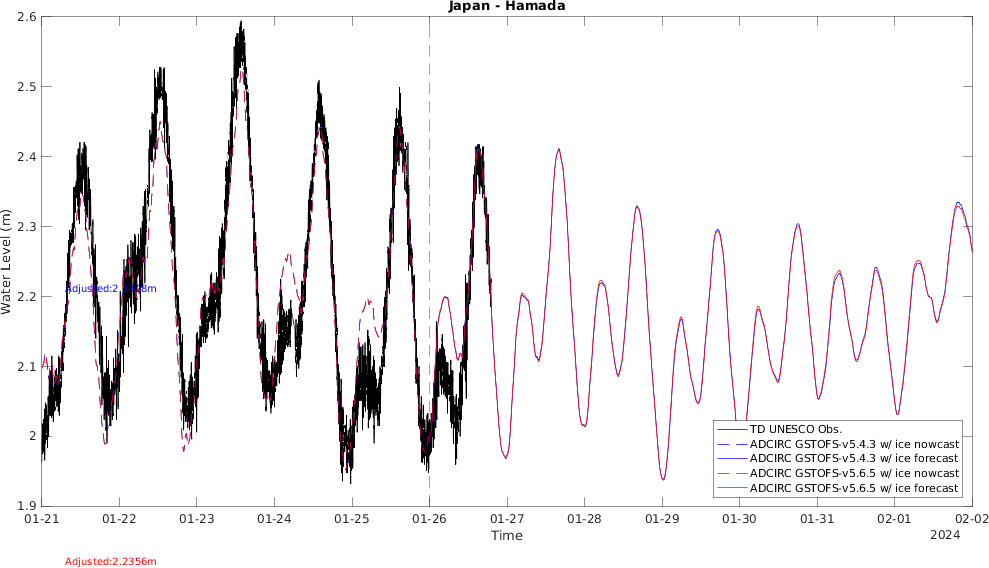 Japan - Hamada
2.6
2.5
2.4
2.3
2.2
2.1
2
1.9
Water Level (m)
Adjusted:2.
TD UNESCO Obs.
ADCIRC GSTOFS-v5.4.3 w/ ice nowcast
ADCIRC GSTOFS-v5.4.3 w/ ice forecast
ADCIRC GSTOFS-v5.6.5 w/ ice nowcast
ADCIRC GSTOFS-v5.6.5 w/ ice forecast
01-21 01-22 01-23 01-24 01-25 01-26 01-27 01-28 01-29 01-30 01-31 02-01 02-02
Time
2024
Adjusted:2.2356m